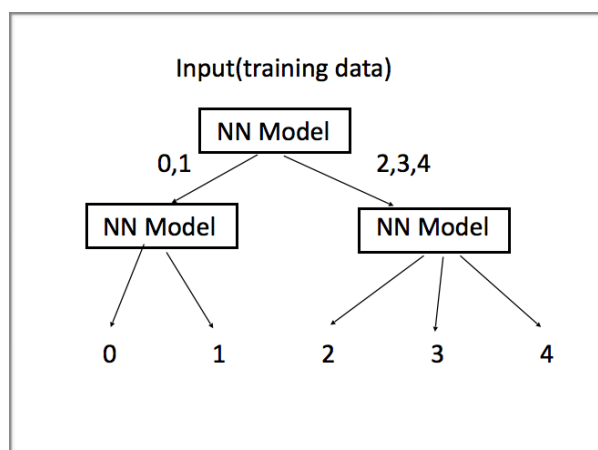 Input(training data)
NN Model
0,1 2,3,4
NN Model NN Model
0 1 2 3 4